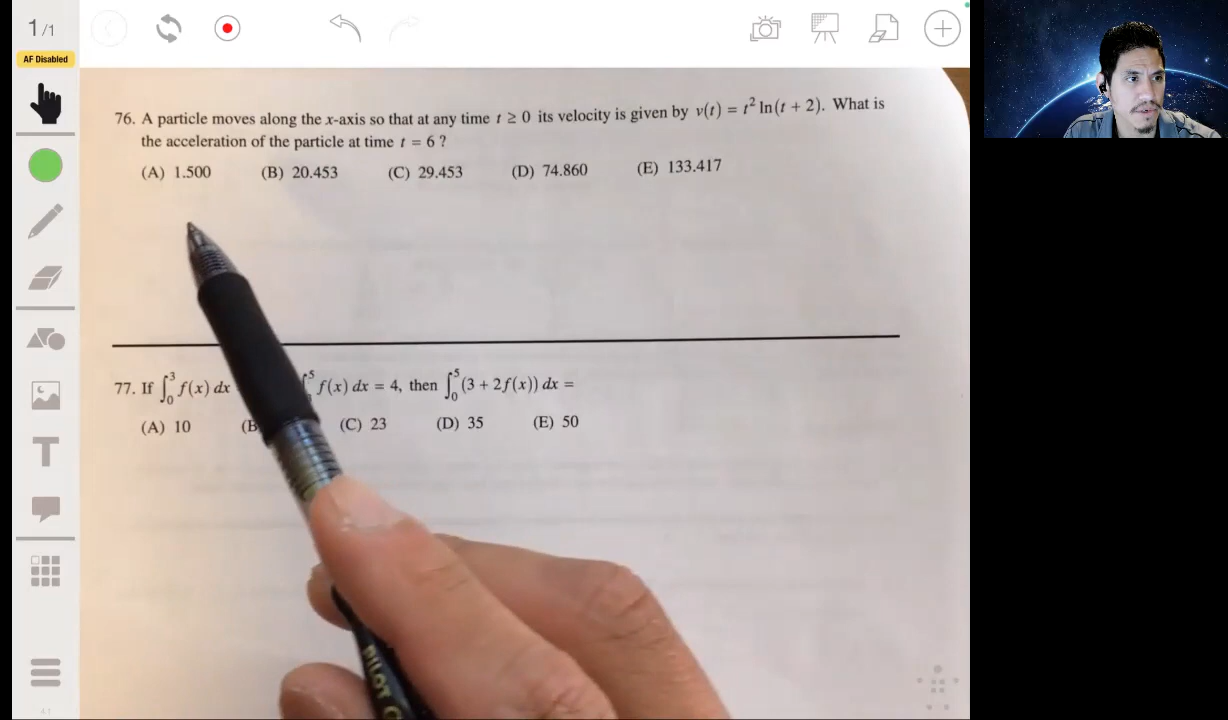 1/1
AF Disabled
76. A particle moves along the x-axis so that at any time t ≥ 0 its velocity is given by v(t) = t² ln(t + 2). What is
the acceleration of the particle at time t = 6 ?
(A) 1.500 (B) 20.453 (C) 29.453 (D) 74.860 (E) 133.417
77. If ∫₀³ f(x) dx f(x) dx = 4, then ∫₀⁵ (3 + 2f(x)) dx =
(A) 10 (B (C) 23 (D) 35 (E) 50
T
PILOT G